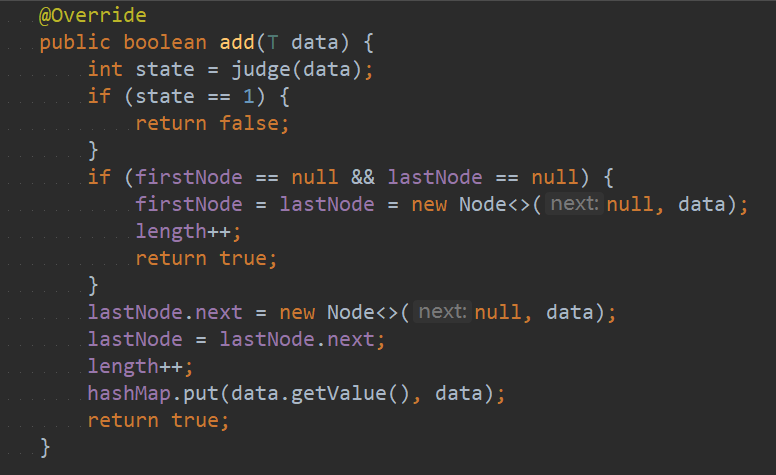 @Override
public boolean add(T data) {
    int state = judge(data);
    if (state == 1) {
        return false;
    }
    if (firstNode == null && lastNode == null) {
        firstNode = lastNode = new Node<>( next: null, data);
        length++;
        return true;
    }
    lastNode.next = new Node<>( next: null, data);
    lastNode = lastNode.next;
    length++;
    hashMap.put(data.getValue(), data);
    return true;
}